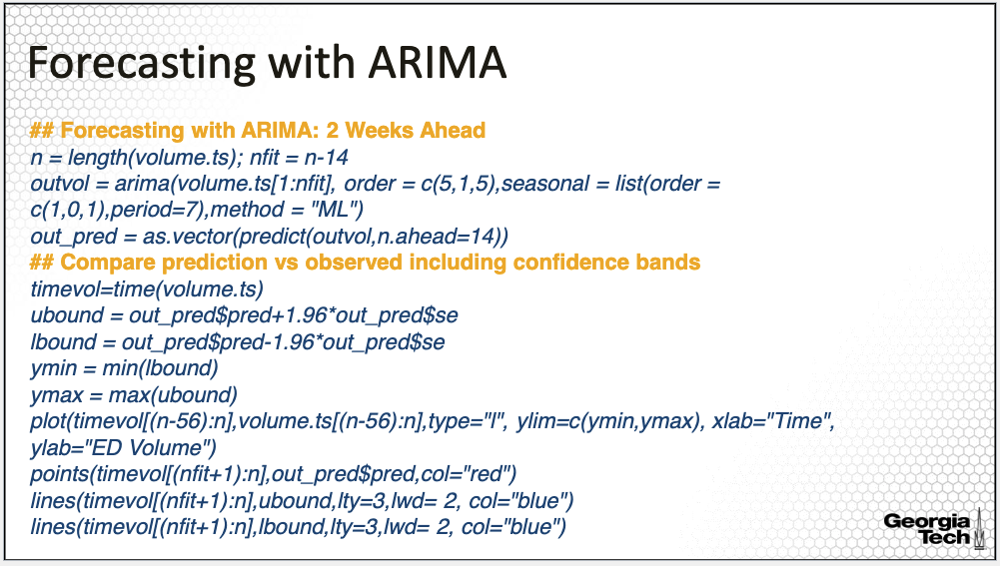 Forecasting with ARIMA
## Forecasting with ARIMA: 2 Weeks Ahead
n = length(volume.ts); nfit = n-14
outvol = arima(volume.ts[1:nfit], order = c(5,1,5),seasonal = list(order =
c(1,0,1),period=7),method = "ML")
out_pred = as.vector(predict(outvol,n.ahead=14))
## Compare prediction vs observed including confidence bands
timevol=time(volume.ts)
ubound = out_pred$pred+1.96*out_pred$se
lbound = out_pred$pred-1.96*out_pred$se
ymin = min(lbound)
ymax = max(ubound)
plot(timevol[(n-56):n],volume.ts[(n-56):n],type="l", ylim=c(ymin,ymax), xlab="Time",
ylab="ED Volume")
points(timevol[(nfit+1):n],out_pred$pred,col="red")
lines(timevol[(nfit+1):n],ubound,lty=3,lwd= 2, col="blue")
lines(timevol[(nfit+1):n],lbound,lty=3,lwd= 2, col="blue")
Georgia
Tech